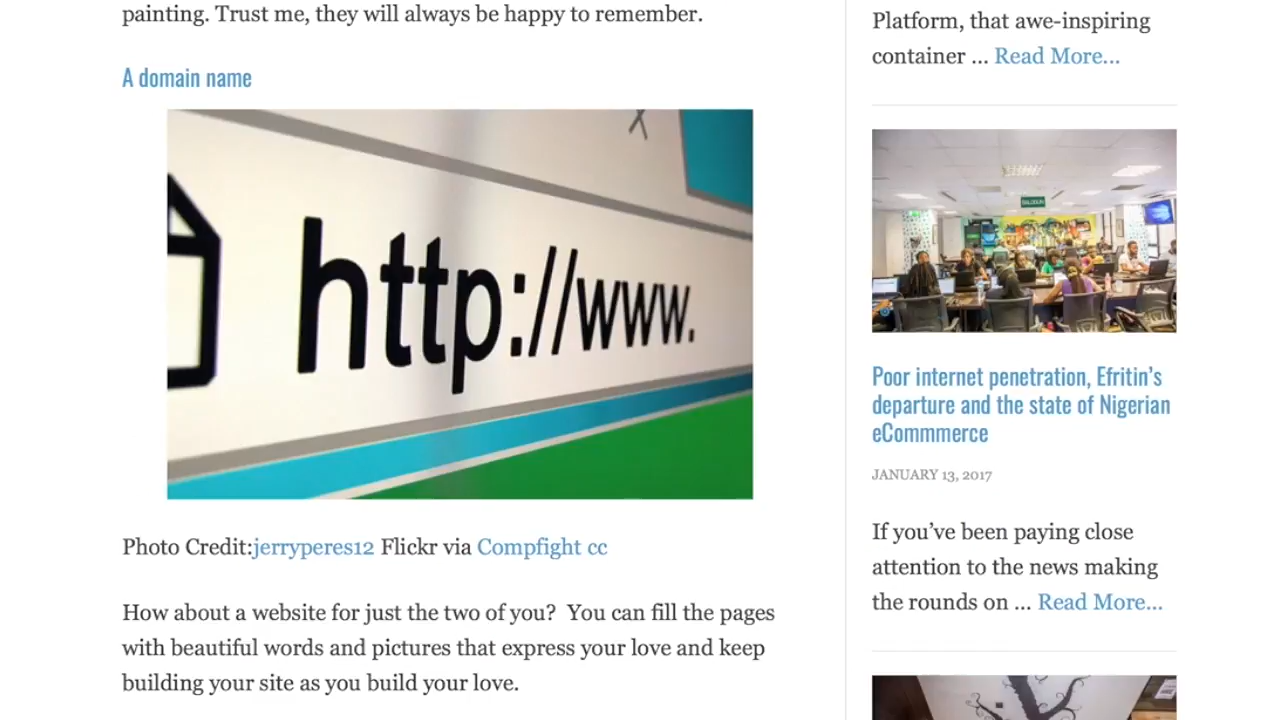 painting. Trust me, they will always be happy to remember.
A domain name
http://www.
Photo Credit:jerryperes12 Flickr via Compfight cc
How about a website for just the two of you?  You can fill the pages
with beautiful words and pictures that express your love and keep
building your site as you build your love.
Platform, that awe-inspiring
container ... Read More...
Poor internet penetration, Efritin’s
departure and the state of Nigerian
eCommmerce
JANUARY 13, 2017
If you’ve been paying close
attention to the news making
the rounds on ... Read More...